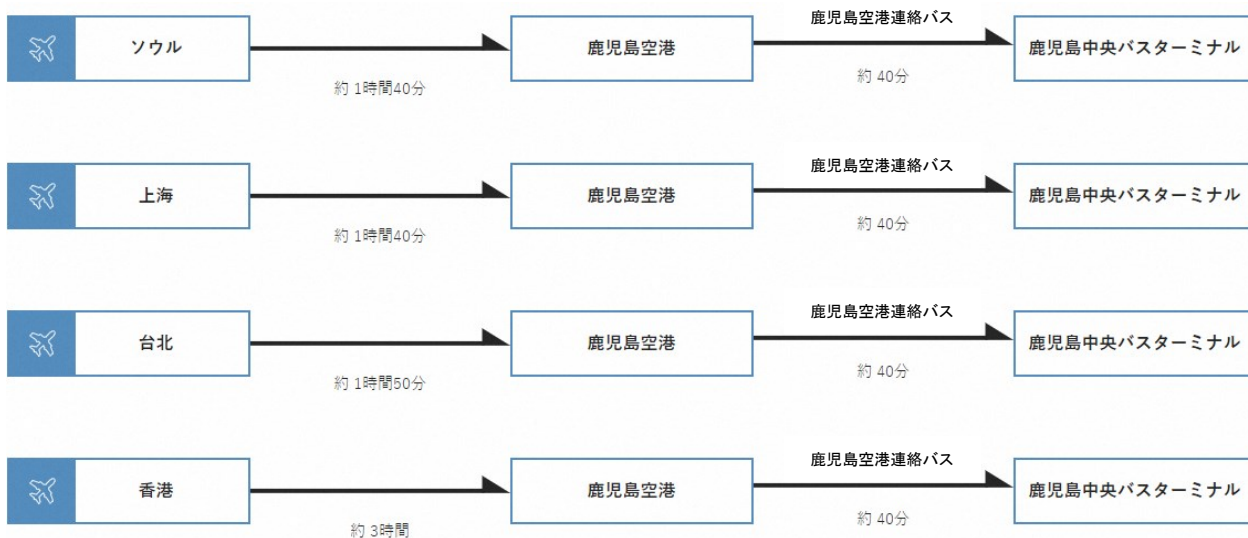 ソウル
約 1時間40分
鹿児島空港
鹿児島空港連絡バス
約 40分
鹿児島中央バスターミナル
上海
約 1時間40分
鹿児島空港
鹿児島空港連絡バス
約 40分
鹿児島中央バスターミナル
台北
約 1時間50分
鹿児島空港
鹿児島空港連絡バス
約 40分
鹿児島中央バスターミナル
香港
約 3時間
鹿児島空港
鹿児島空港連絡バス
約 40分
鹿児島中央バスターミナル